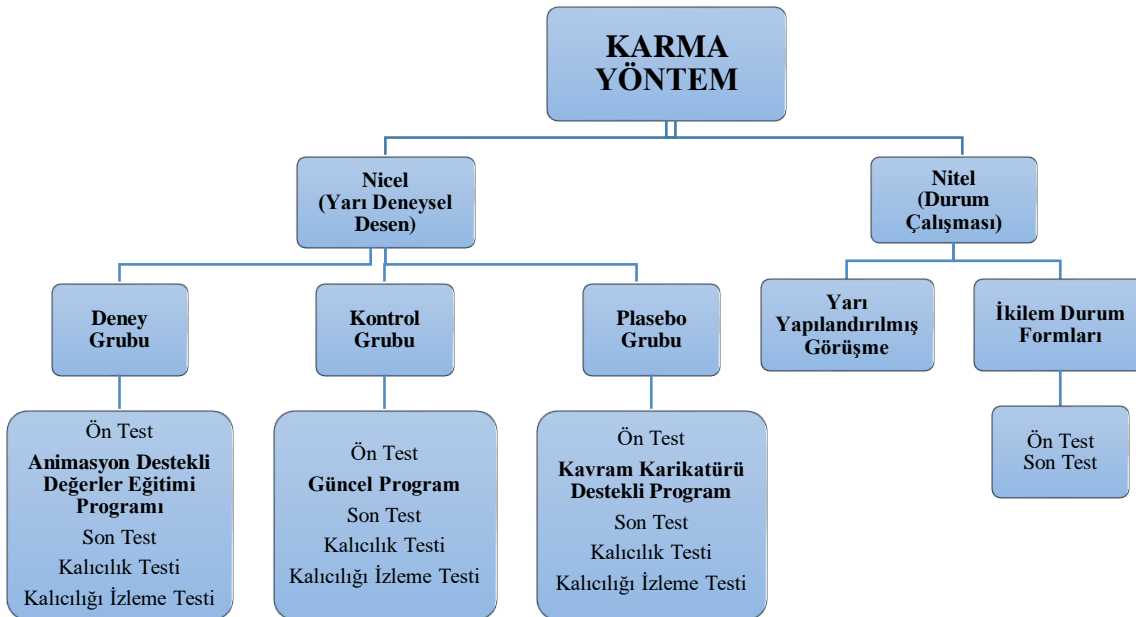 KARMA
YÖNTEM
Nicel
(Yarı Deneysel
Desen)
Nitel
(Durum
Çalışması)
Deney
Grubu
Kontrol
Grubu
Plasebo
Grubu
Yarı
Yapılandırılmış
Görüşme
İkilem Durum
Formları
Ön Test
Animasyon Destekli
Değerler Eğitimi
Programı
Son Test
Kalıcılık Testi
Kalıcılığı İzleme Testi
Ön Test
Güncel Program
Son Test
Kalıcılık Testi
Kalıcılığı İzleme Testi
Ön Test
Kavram Karikatürü
Destekli Program
Son Test
Kalıcılık Testi
Kalıcılığı İzleme Testi
Ön Test
Son Test